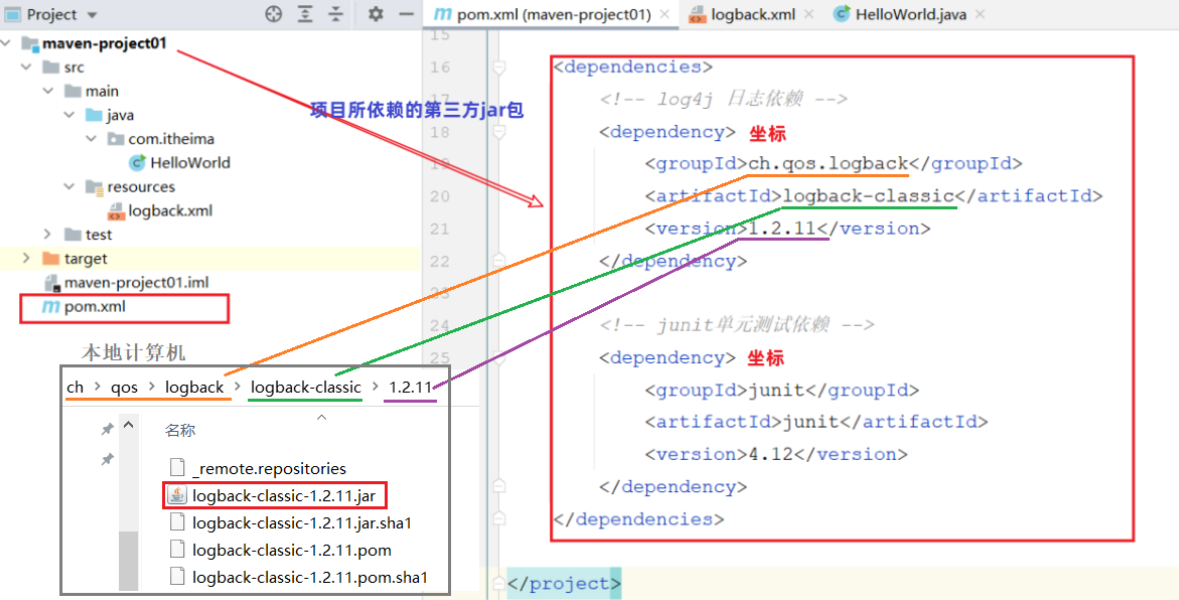 Project
pom.xml (maven-project01)
logback.xml
HelloWorld.java
maven-project01
src
main
java
com.itheima
HelloWorld
resources
logback.xml
test
target
maven-project01.iml
pom.xml
项目所依赖的第三方jar包
15
16 <dependencies>
17 <!-- log4j 日志依赖 -->
18 <dependency> 坐标
19 <groupId>ch.qos.logback</groupId>
20 <artifactId>logback-classic</artifactId>
21 <version>1.2.11</version>
22 </dependency>
23
24 <!-- junit单元测试依赖 -->
25 <dependency> 坐标
<groupId>junit</groupId>
<artifactId>junit</artifactId>
<version>4.12</version>
</dependency>
</dependencies>
</project>
本地计算机
ch > qos > logback > logback-classic > 1.2.11
名称
_remote.repositories
logback-classic-1.2.11.jar
logback-classic-1.2.11.jar.sha1
logback-classic-1.2.11.pom
logback-classic-1.2.11.pom.sha1